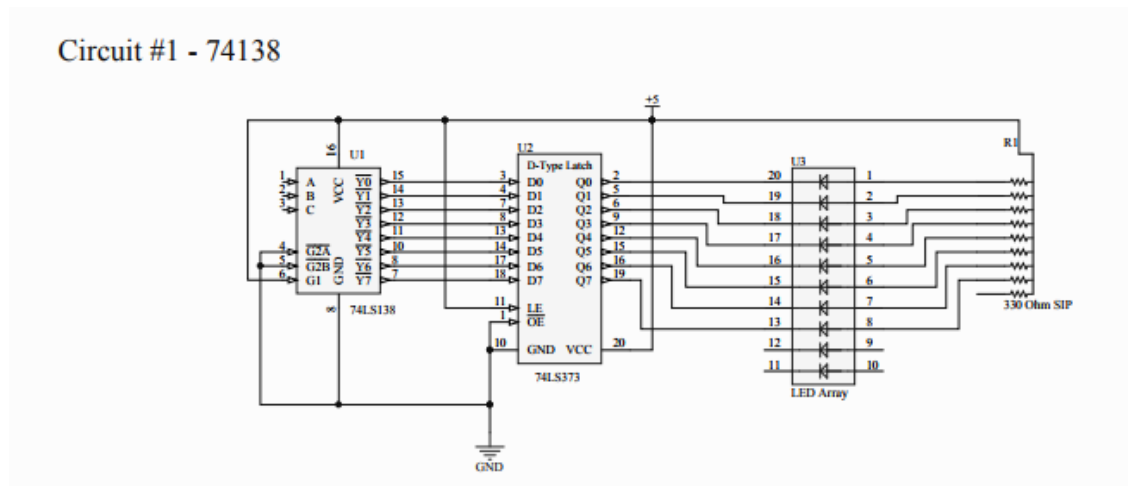 Circuit #1 - 74138
+5
R1
16
U1
U2
U3
D-Type Latch
VCC
1 A Y0 15
2 B Y1 14
3 C Y2 13
Y3 12
Y4 11
4 G2A Y5 10
5 G2B Y6 8
6 G1 Y7 7
GND
8
74LS138
3 D0 Q0 2
4 D1 Q1 5
7 D2 Q2 6
8 D3 Q3 9
13 D4 Q4 12
14 D5 Q5 15
17 D6 Q6 16
18 D7 Q7 19
11 LE
1 OE
10 GND VCC 20
74LS373
20 1
19 2
18 3
17 4
16 5
15 6
14 7
13 8
12 9
11 10
LED Array
330 Ohm SIP
GND